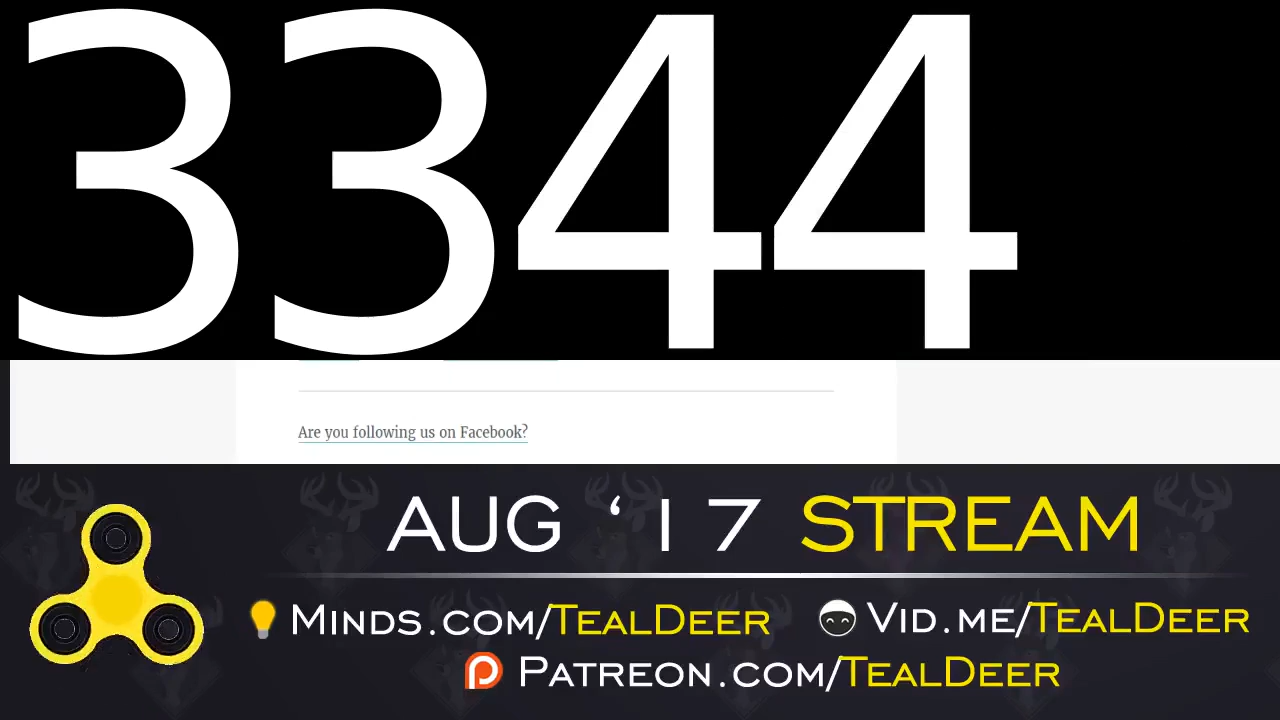 3344
Are you following us on Facebook?
AUG ‘17 STREAM
MINDS.COM/TEALDEER VID.ME/TEALDEER
PATREON.COM/TEALDEER